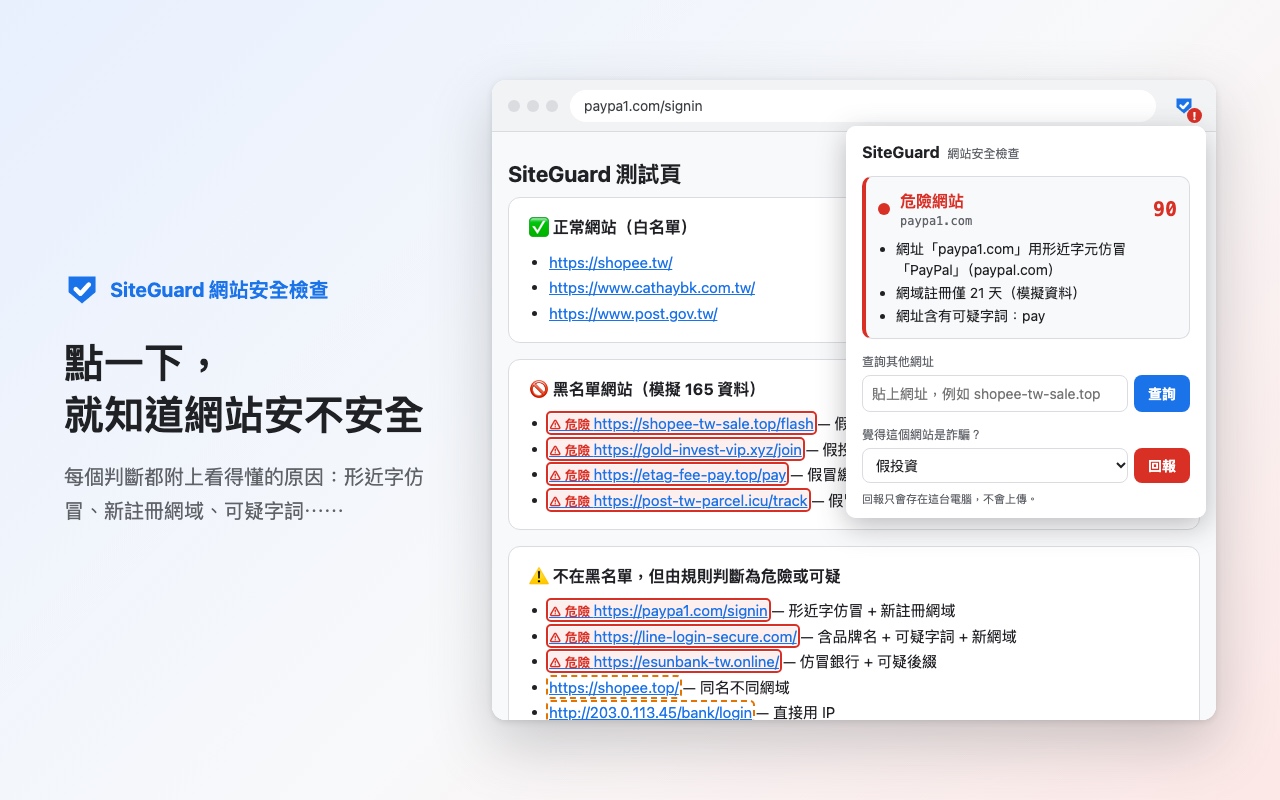 SiteGuard 網站安全檢查
點一下，
就知道網站安不安全
每個判斷都附上看得懂的原因：形近字仿
冒、新註冊網域、可疑字詞⋯⋯
paypa1.com/signin
SiteGuard 測試頁
正常網站（白名單）
https://shopee.tw/
https://www.cathaybk.com.tw/
https://www.post.gov.tw/
黑名單網站（模擬 165 資料）
危險 https://shopee-tw-sale.top/flash — 假
危險 https://gold-invest-vip.xyz/join — 假投
危險 https://etag-fee-pay.top/pay — 假冒
危險 https://post-tw-parcel.icu/track — 假
不在黑名單，但由規則判斷為危險或可疑
危險 https://paypa1.com/signin — 形近字仿冒 + 新註冊網域
危險 https://line-login-secure.com/ — 含品牌名 + 可疑字詞 + 新網域
危險 https://esunbank-tw.online/ — 仿冒銀行 + 可疑後綴
https://shopee.top/ — 同名不同網域
http://203.0.113.45/bank/login — 直接用 IP
SiteGuard 網站安全檢查
危險網站
paypa1.com
90
網址「paypa1.com」用形近字元仿冒
「PayPal」（paypal.com）
網域註冊僅 21 天（模擬資料）
網址含有可疑字詞：pay
查詢其他網址
貼上網址，例如 shopee-tw-sale.top
查詢
覺得這個網站是詐騙？
假投資
回報
回報只會存在這台電腦，不會上傳。